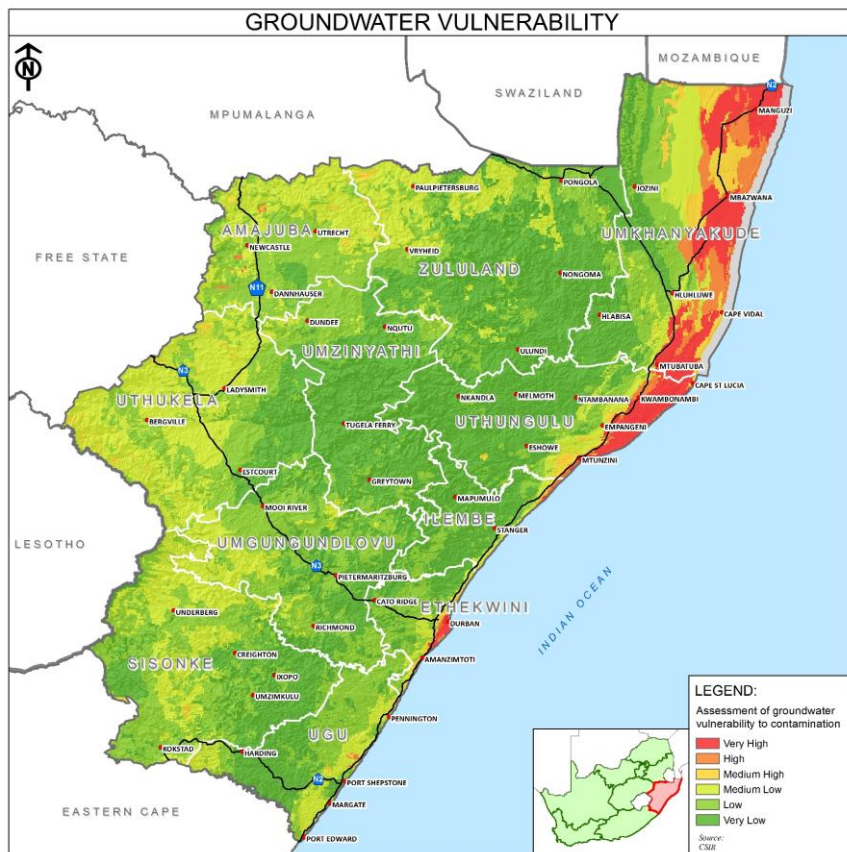 GROUNDWATER VULNERABILITY
N
MOZAMBIQUE
SWAZILAND
MPUMALANGA
N2
MANGUZI
PAULPIETERSBURG
PONGOLA
JOZINI
MBAZWANA
AMAJUBA
UTRECHT
NEWCASTLE
UMKHANYAKUDE
FREE STATE
VRYHEID
ZULULAND
NONGOMA
N11
DANNHAUSER
HLUHLUWE
CAPE VIDAL
HLABISA
DUNDEE
NQUTU
UMZINYATHI
ULUNDI
MTUBATUBA
N3
CAPE ST LUCIA
LADYSMITH
UTHUKELA
NKANDLA
MELMOTH
NTAMBANANA
KWAMBONAMBI
BERGVILLE
TUGELA FERRY
UTHUNGULU
EMPANGENI
ESHOWE
MTUNZINI
ESTCOURT
GREYTOWN
MAPUMULO
MOOI RIVER
ILEMBE
STANGER
LESOTHO
UMGUNGUNDLOVU
N3
PIETERMARITZBURG
CATO RIDGE
ETHEKWINI
UNDERBERG
DURBAN
RICHMOND
INDIAN OCEAN
CREIGHTON
AMANZIMTOTI
SISONKE
IXOPO
UMZIMKULU
PENNINGTON
UGU
KOKSTAD
HARDING
N2
PORT SHEPSTONE
MARGATE
EASTERN CAPE
PORT EDWARD
LEGEND:
Assessment of groundwater
vulnerability to contamination
Very High
High
Medium High
Medium Low
Low
Very Low
Source:
CSIR